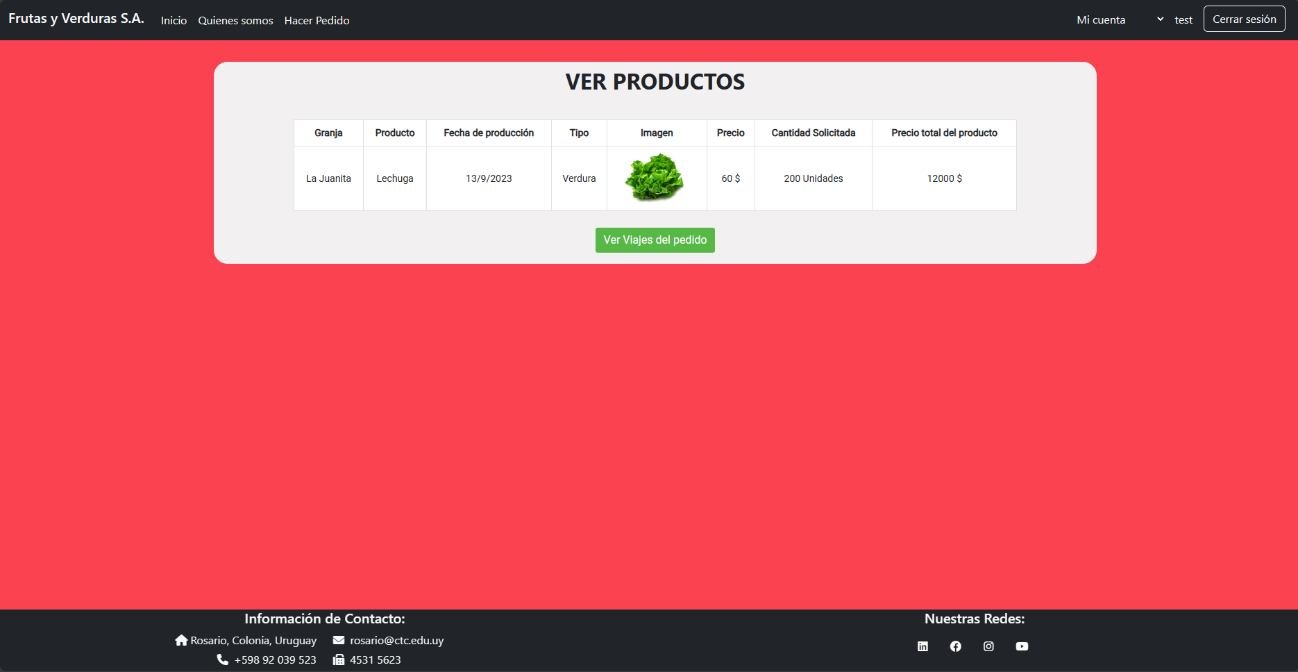 Frutas y Verduras S.A. Inicio Quienes somos Hacer Pedido Mi cuenta test Cerrar sesión
VER PRODUCTOS
Granja Producto Fecha de producción Tipo Imagen Precio Cantidad Solicitada Precio total del producto
La Juanita Lechuga 13/9/2023 Verdura 60 $ 200 Unidades 12000 $
Ver Viajes del pedido
Información de Contacto: Nuestras Redes:
Rosario, Colonia, Uruguay rosario@ctc.edu.uy
+598 92 039 523 4531 5623